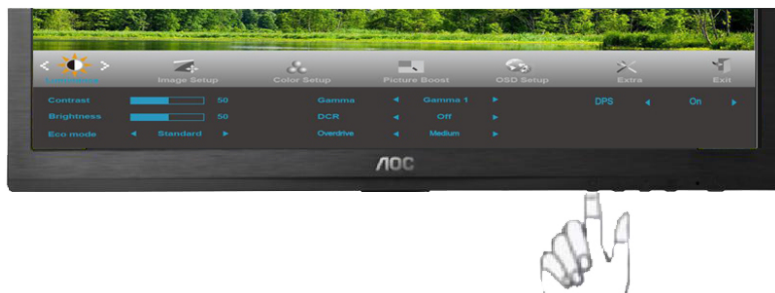 < >
Image Setup Color Setup Picture Boost OSD Setup Extra Exit
Contrast 50 Gamma Gamma 1 DPS On
Brightness 50 DCR Off
Eco mode Standard Overdrive Medium
AOC